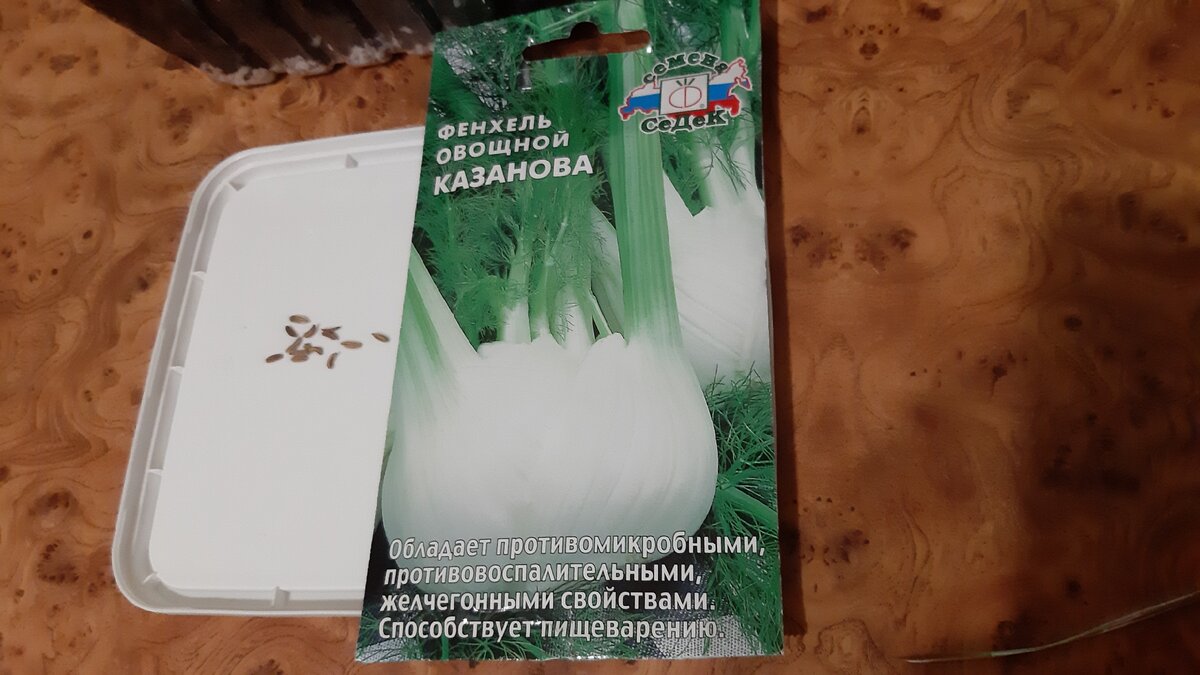 семена
СеДеК
ФЕНХЕЛЬ
ОВОЩНОЙ
КАЗАНОВА
Обладает противомикробными,
противовоспалительными,
желчегонными свойствами.
Способствует пищеварению.